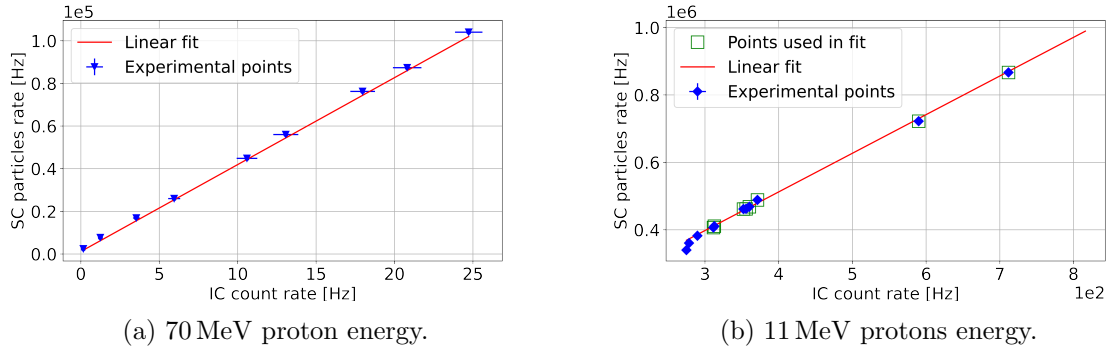 1e5
1.0
0.8
0.6
0.4
0.2
0.0
SC particles rate [Hz]
Linear fit
Experimental points
0 5 10 15 20 25
IC count rate [Hz]
(a) 70 MeV proton energy.
1e6
1.0
0.8
0.6
0.4
SC particles rate [Hz]
Points used in fit
Linear fit
Experimental points
3 4 5 6 7 8
IC count rate [Hz]
1e2
(b) 11 MeV protons energy.